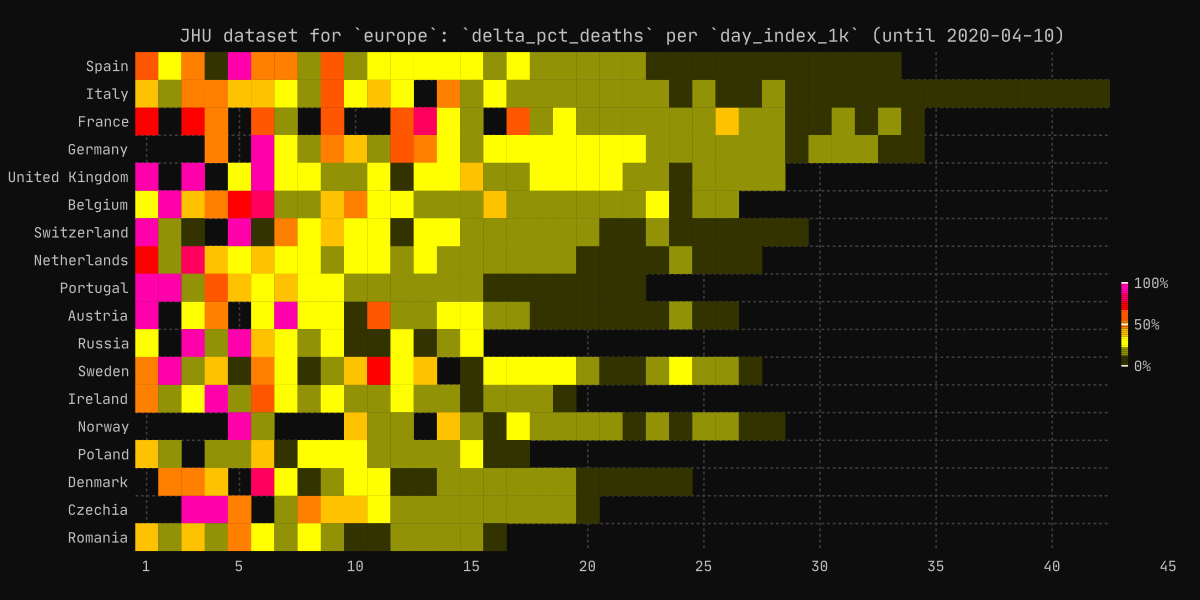 JHU dataset for `europe`: `delta_pct_deaths` per `day_index_1k` (until 2020-04-10)
Spain
Italy
France
Germany
United Kingdom
Belgium
Switzerland
Netherlands
Portugal
Austria
Russia
Sweden
Ireland
Norway
Poland
Denmark
Czechia
Romania
100%
50%
0%
1 5 10 15 20 25 30 35 40 45